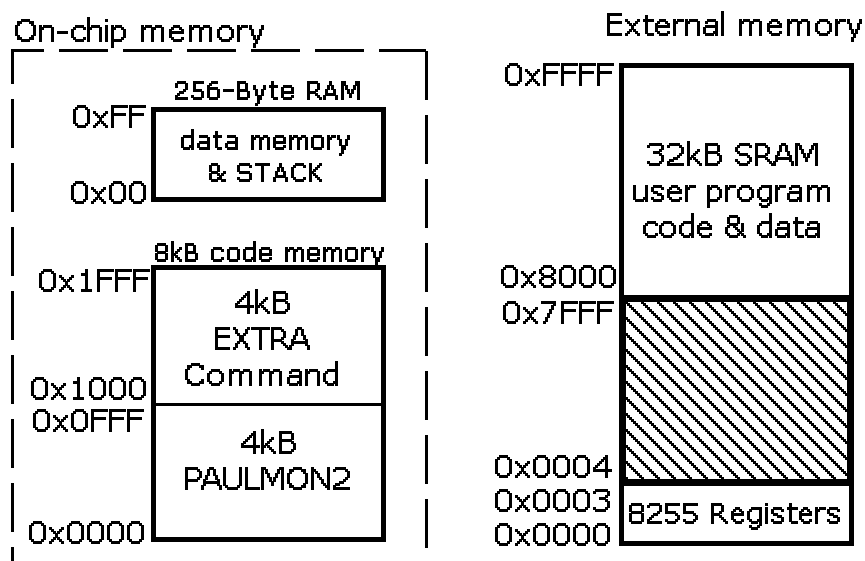 On-chip memory
256-Byte RAM
0xFF
data memory
& STACK
0x00
8kB code memory
0x1FFF
4kB
EXTRA
Command
0x1000
0x0FFF
4kB
PAULMON2
0x0000
External memory
0xFFFF
32kB SRAM
user program
code & data
0x8000
0x7FFF
0x0004
0x0003
8255 Registers
0x0000